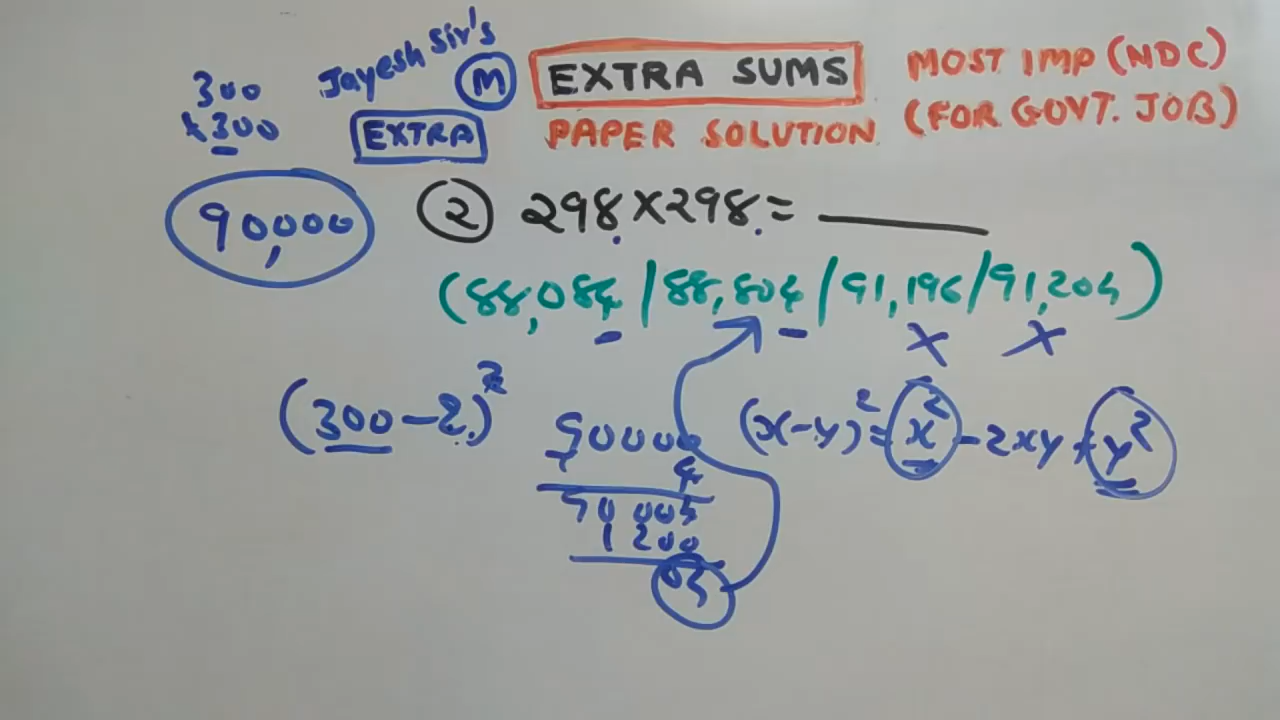 Jayesh Sir's
M
EXTRA
EXTRA SUMS
PAPER SOLUTION
MOST IMP (NDC)
(FOR GOVT. JOB)
300
x300
90,000
② 298×298= ______
(88,084/88,804/91,196/91,204)
x x
(300-2)²
90000
+ 4
90004
1200
04
(x-y)²=x²-2xy+y²